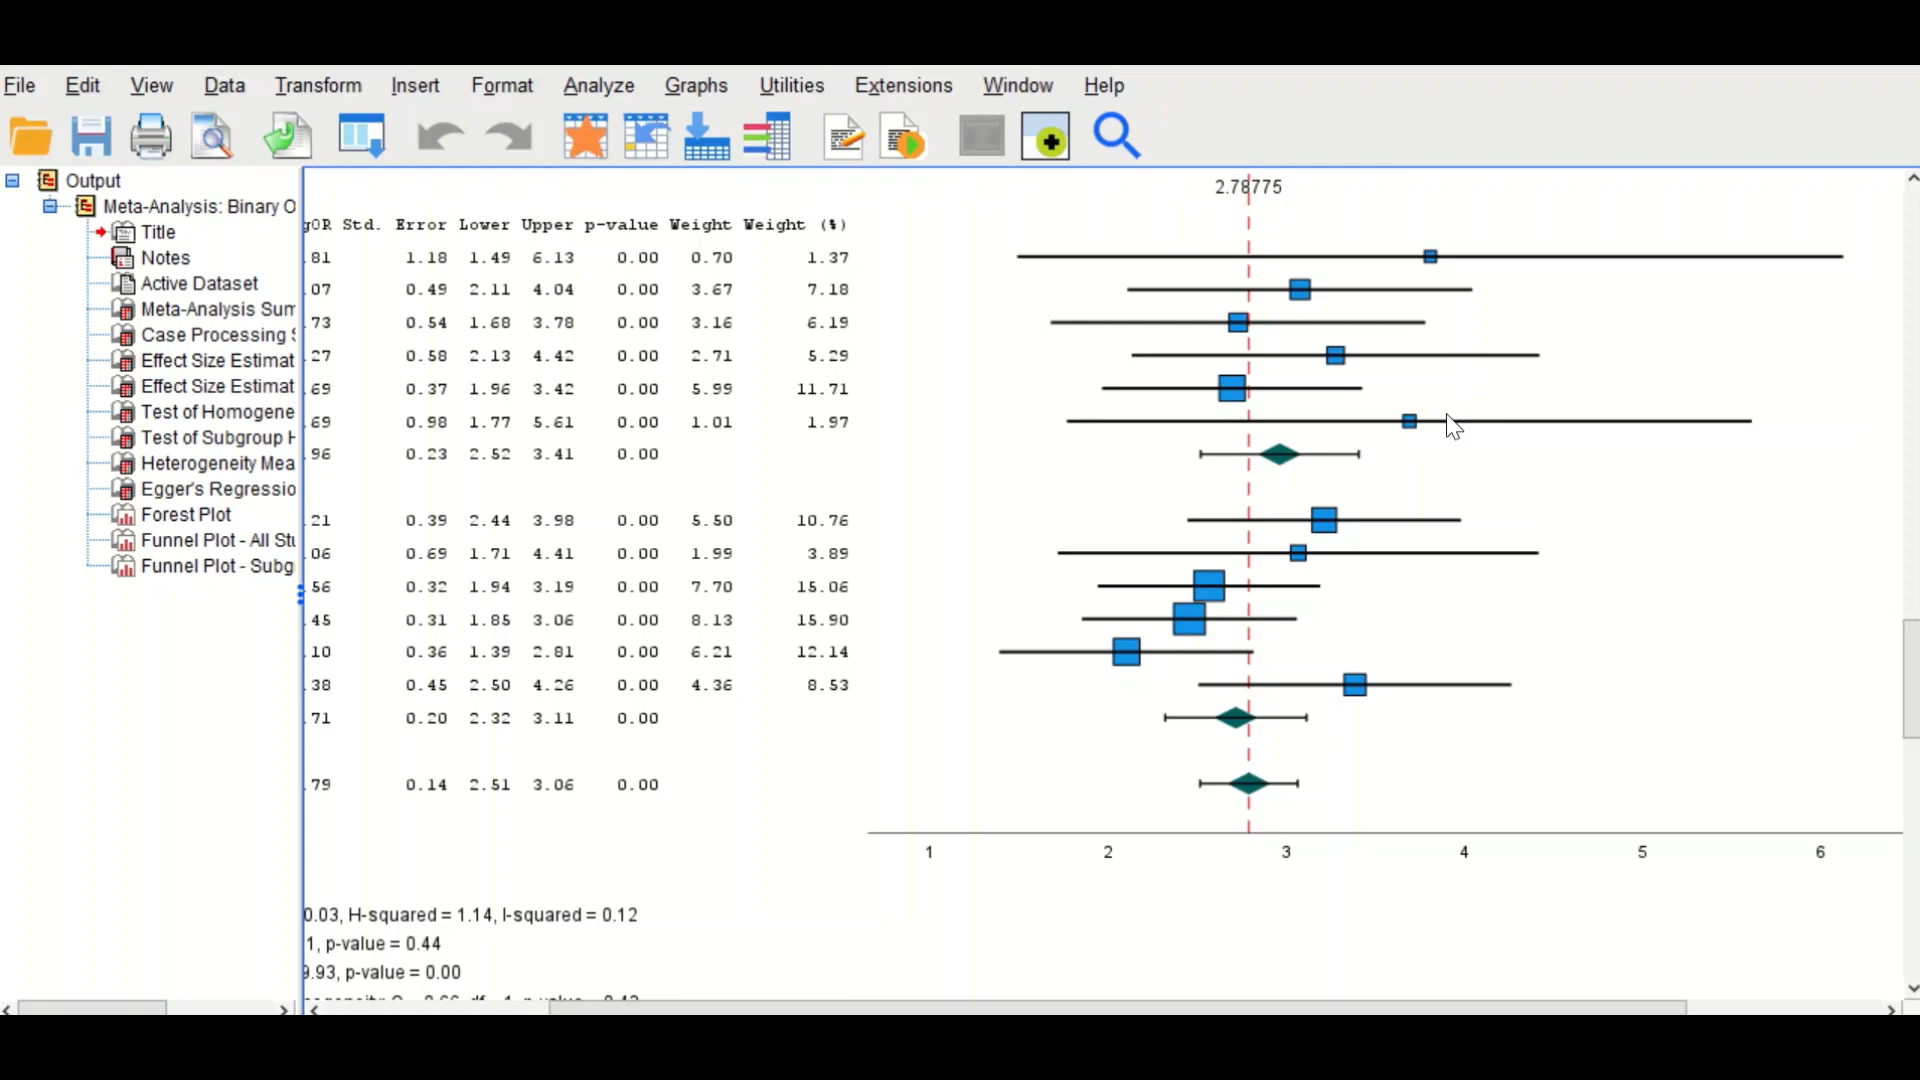 File Edit View Data Transform Insert Format Analyze Graphs Utilities Extensions Window Help
Output
Meta-Analysis: Binary O
Title
Notes
Active Dataset
Meta-Analysis Sum
Case Processing S
Effect Size Estimat
Effect Size Estimat
Test of Homogene
Test of Subgroup H
Heterogeneity Mea
Egger's Regressio
Forest Plot
Funnel Plot - All Stu
Funnel Plot - Subg
2.78775
gOR Std. Error Lower Upper p-value Weight Weight (%)
.81 1.18 1.49 6.13 0.00 0.70 1.37
.07 0.49 2.11 4.04 0.00 3.67 7.18
.73 0.54 1.68 3.78 0.00 3.16 6.19
.27 0.58 2.13 4.42 0.00 2.71 5.29
.69 0.37 1.96 3.42 0.00 5.99 11.71
.69 0.98 1.77 5.61 0.00 1.01 1.97
.96 0.23 2.52 3.41 0.00
.21 0.39 2.44 3.98 0.00 5.50 10.76
.06 0.69 1.71 4.41 0.00 1.99 3.89
.56 0.32 1.94 3.19 0.00 7.70 15.06
.45 0.31 1.85 3.06 0.00 8.13 15.90
.10 0.36 1.39 2.81 0.00 6.21 12.14
.38 0.45 2.50 4.26 0.00 4.36 8.53
.71 0.20 2.32 3.11 0.00
.79 0.14 2.51 3.06 0.00
1 2 3 4 5 6
0.03, H-squared = 1.14, I-squared = 0.12
1, p-value = 0.44
9.93, p-value = 0.00